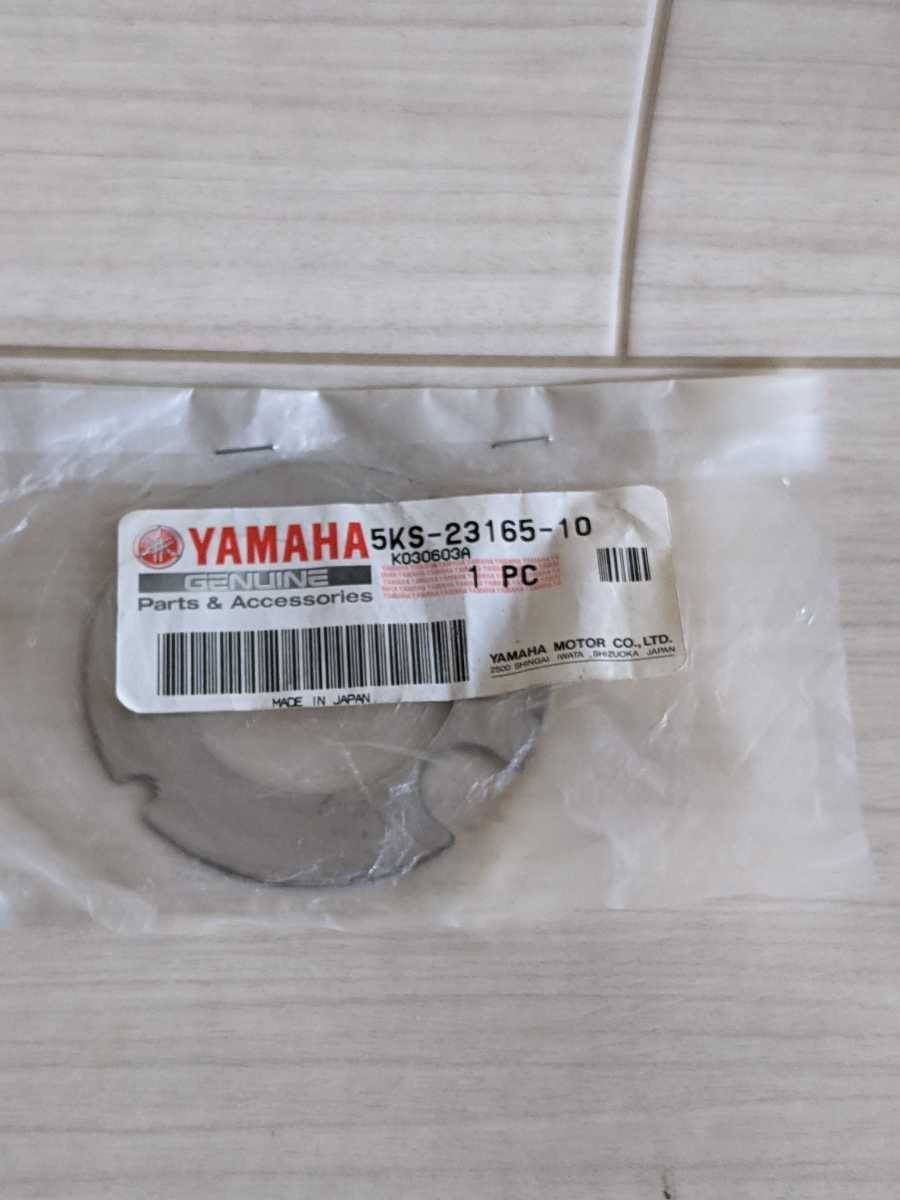 YAMAHA 5KS-23165-10
K030603A
GENUINE
1 PC
Parts & Accessories
YAMAHA MOTOR CO., LTD.
2500 SHINGAI IWATA, SHIZUOKA JAPAN
MADE IN JAPAN